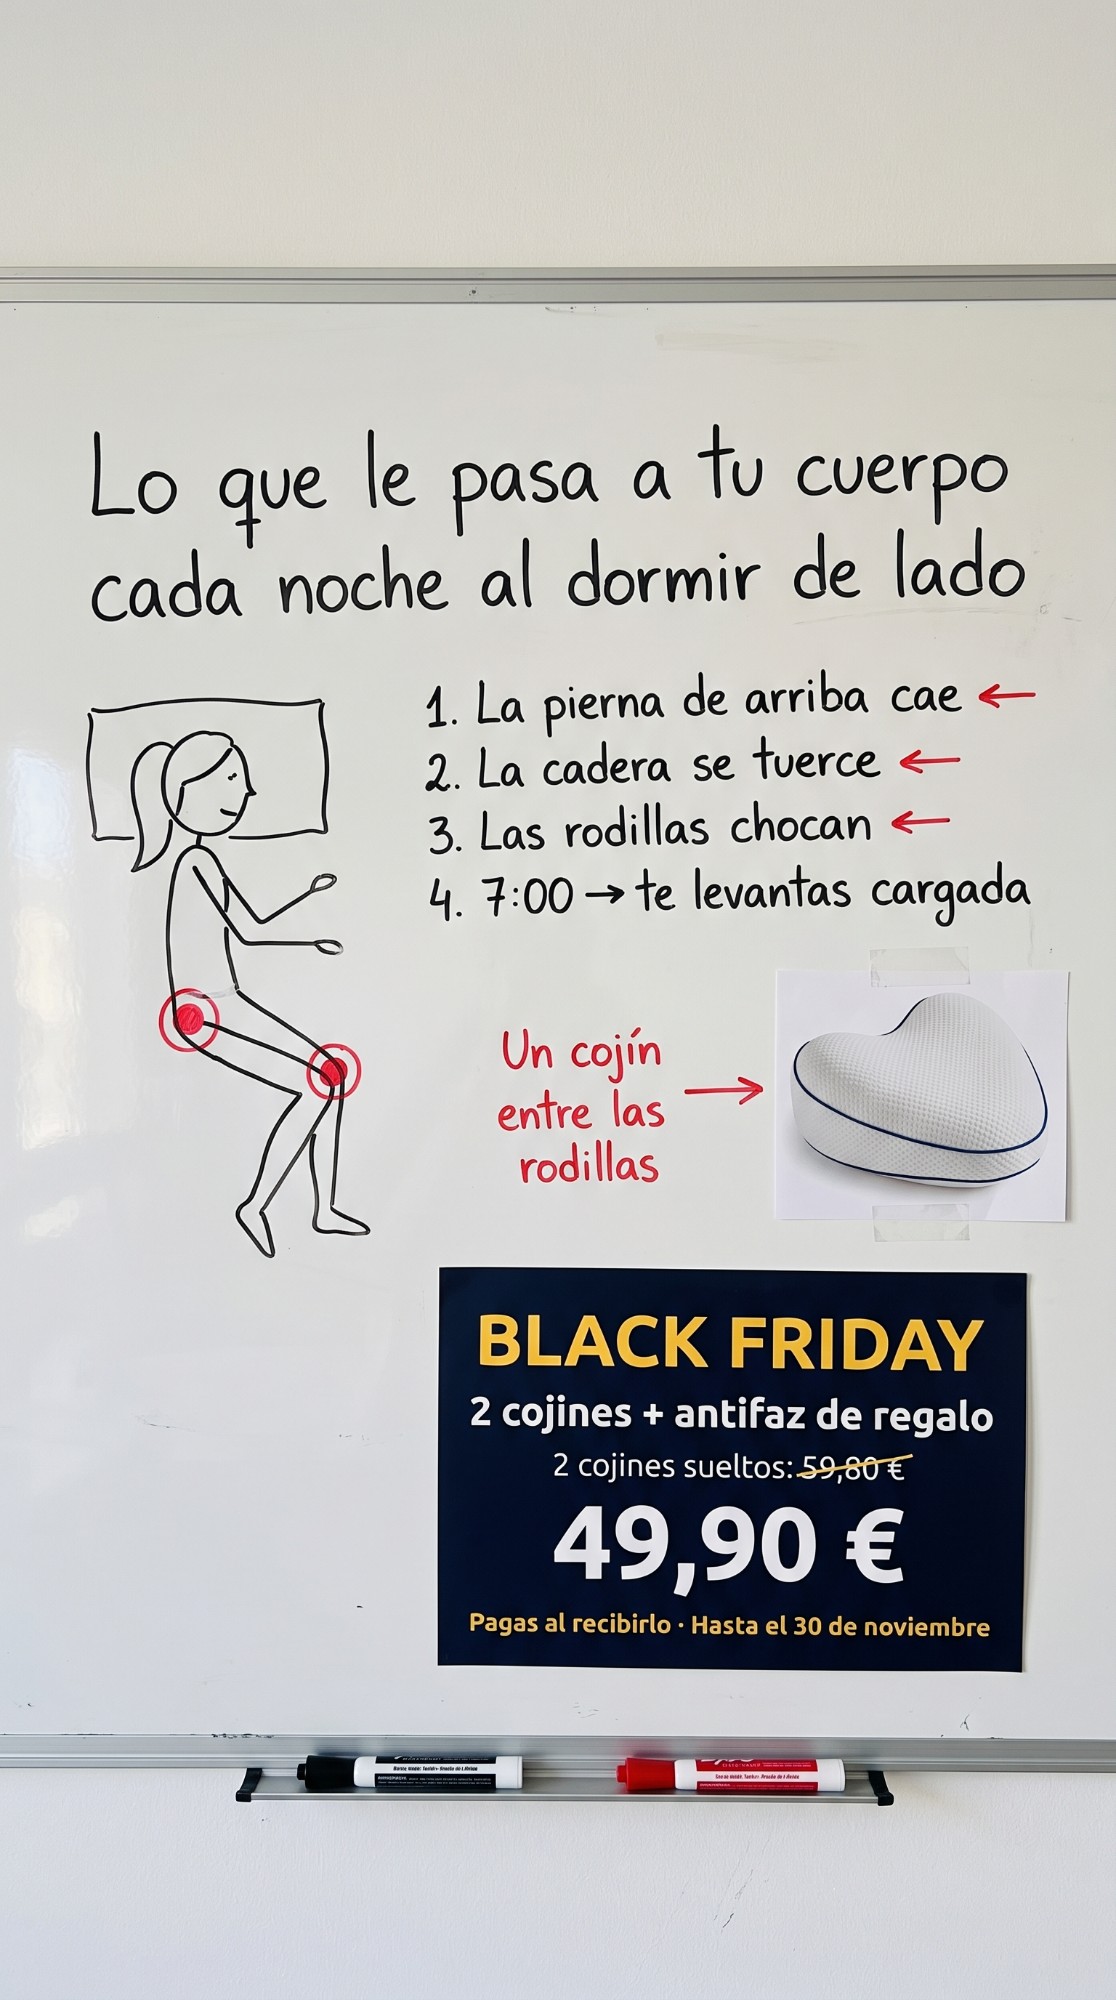 Lo que le pasa a tu cuerpo
cada noche al dormir de lado
1. La pierna de arriba cae ←
2. La cadera se tuerce ←
3. Las rodillas chocan ←
4. 7:00 → te levantas cargada
Un cojín
entre las
rodillas
BLACK FRIDAY
2 cojines + antifaz de regalo
2 cojines sueltos: 59,80 €
49,90 €
Pagas al recibirlo · Hasta el 30 de noviembre